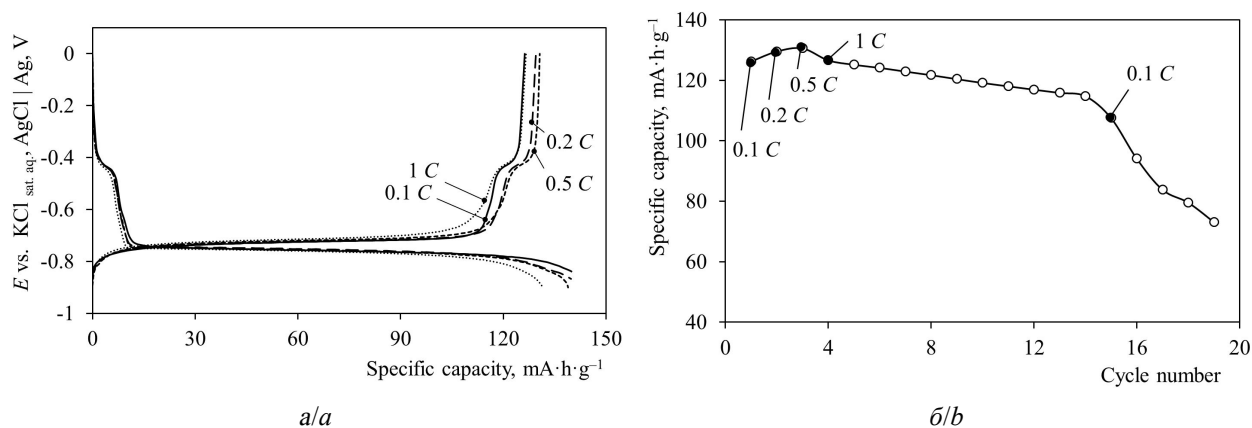 E vs. KCl sat. aq., AgCl | Ag, V
0
-0.2
-0.4
-0.6
-0.8
-1
0.2 C
1 C
0.5 C
0.1 C
0
30
60
90
120
150
Specific capacity, mA·h·g⁻¹
а/a
Specific capacity, mA·h·g⁻¹
140
120
100
80
60
40
1 C
0.5 C
0.2 C
0.1 C
0.1 C
0
4
8
12
16
20
Cycle number
б/b